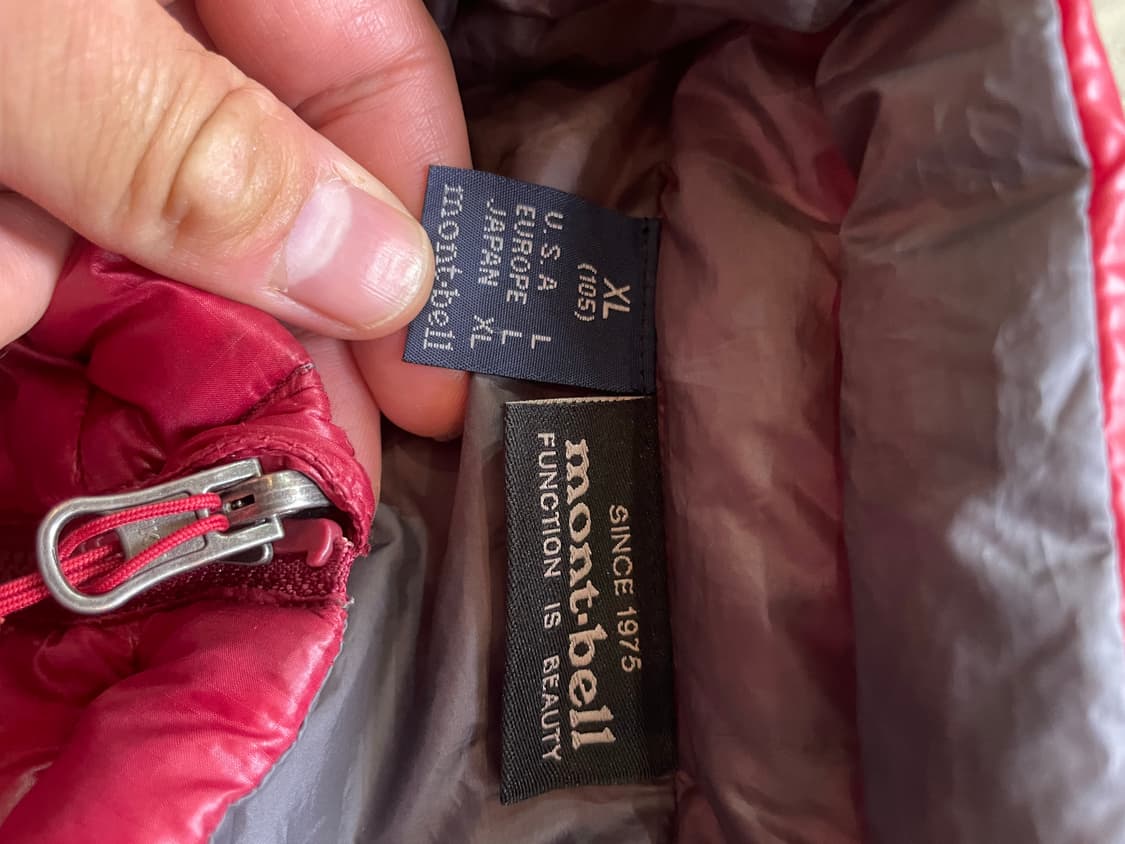 XL
(105)
U S A L
EUROPE L
JAPAN XL
mont-bell
SINCE 1975
mont-bell
FUNCTION IS BEAUTY